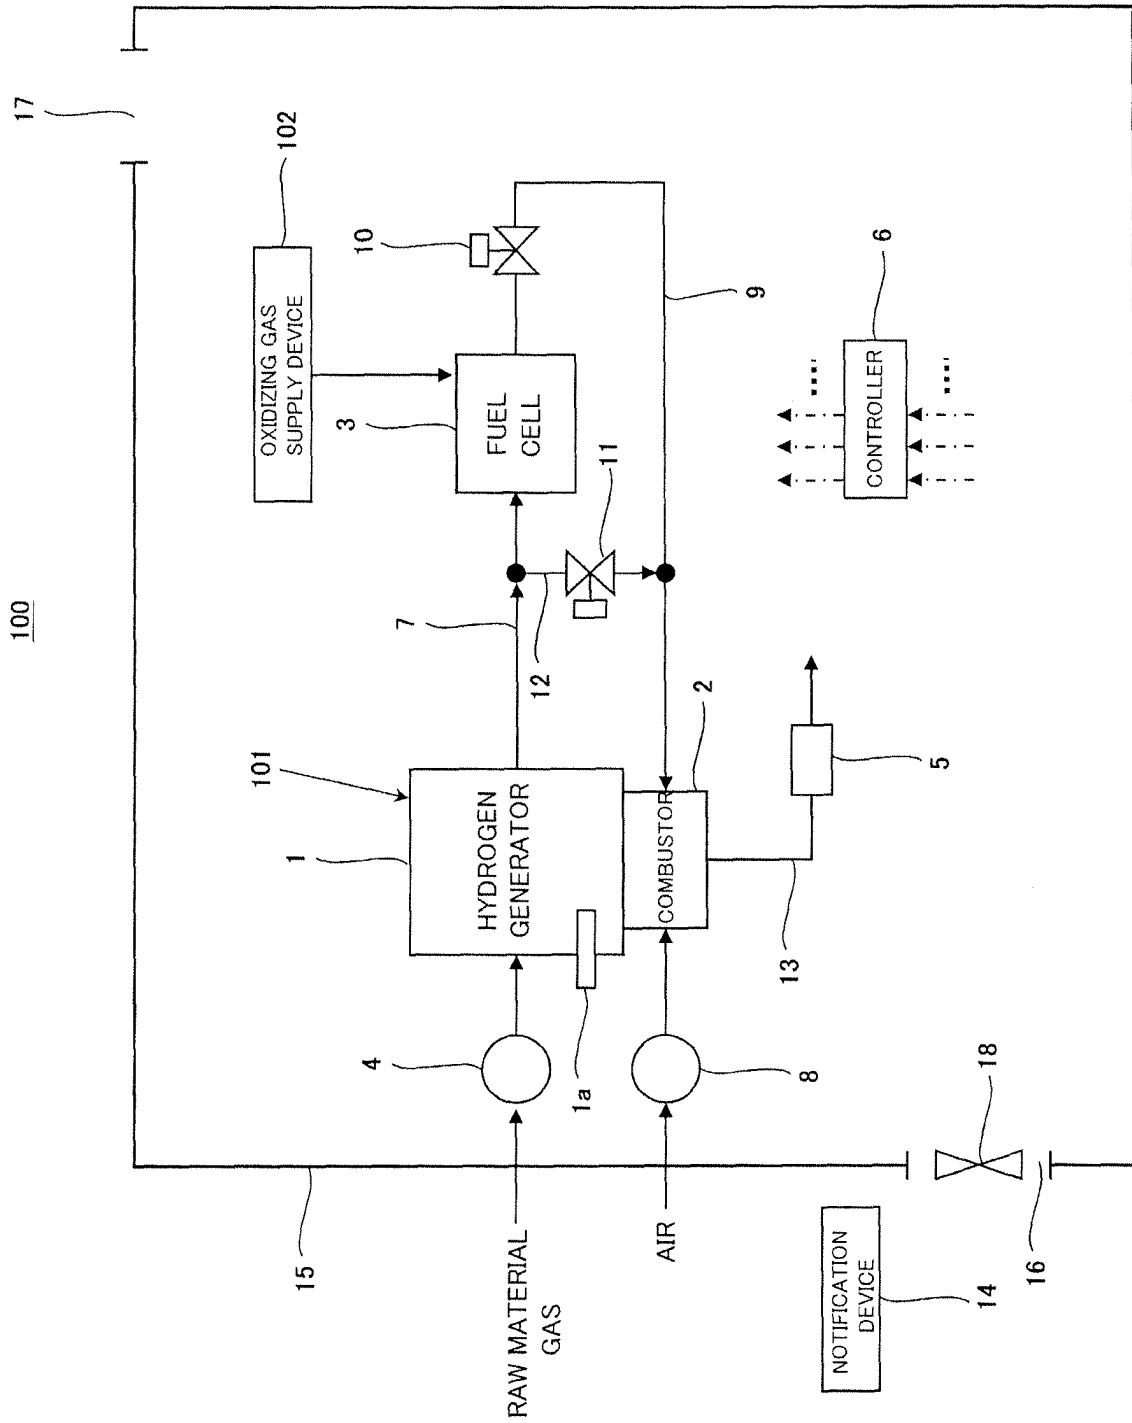 100
17
102
OXIDIZING GAS
SUPPLY DEVICE
10
3
FUEL
CELL
11
9
6
CONTROLLER
7
12
101
1
HYDROGEN
GENERATOR
2
COMBUSTOR
5
13
4
1a
8
18
16
15
RAW MATERIAL
GAS
AIR
NOTIFICATION
DEVICE
14